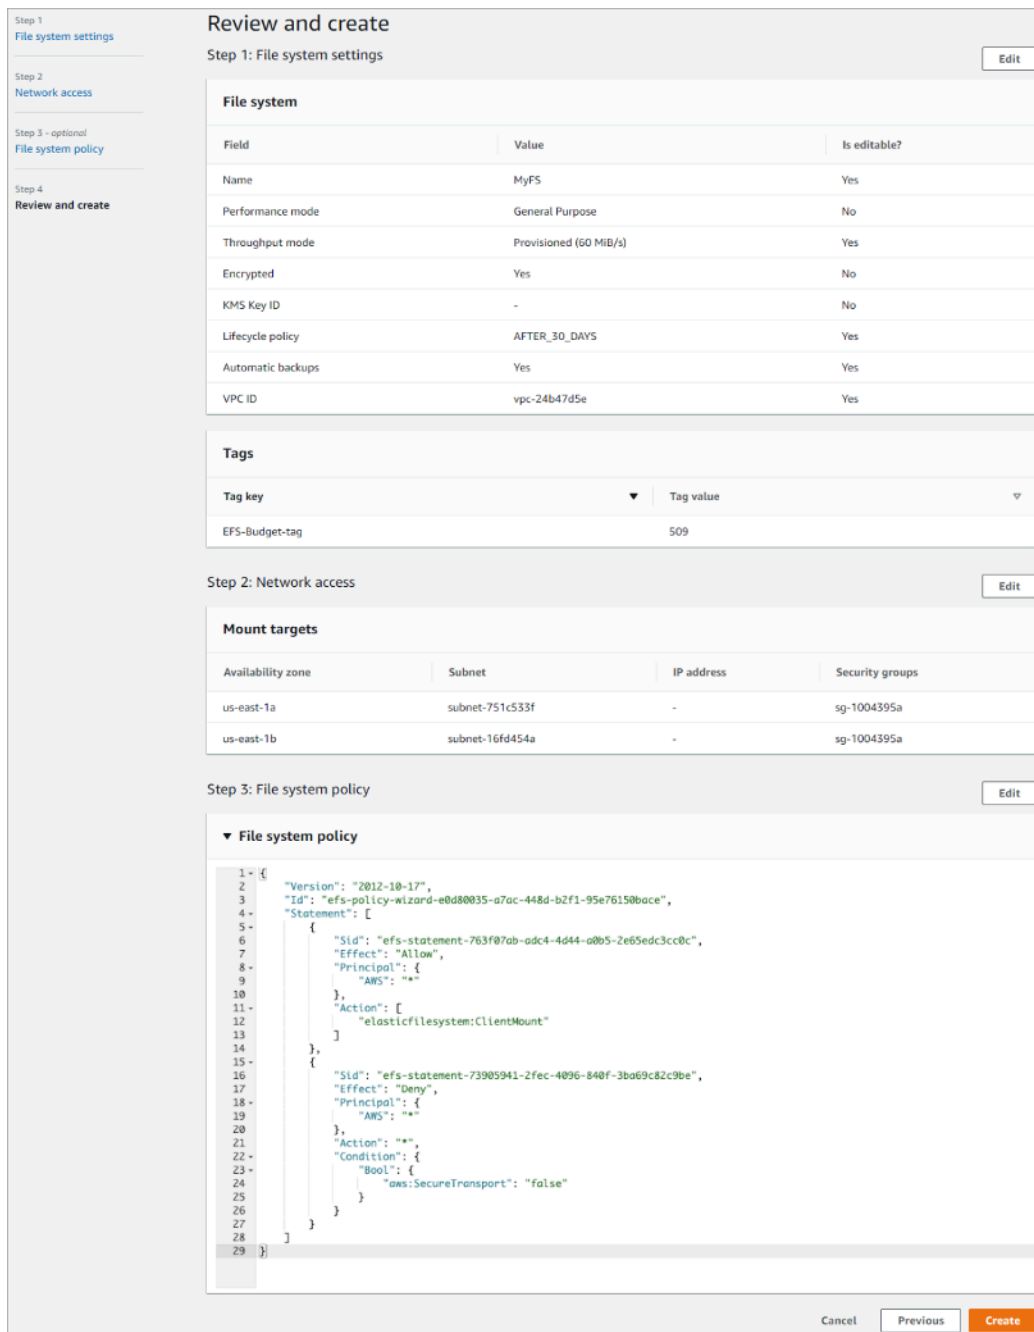 Step 1
File system settings
Step 2
Network access
Step 3 - optional
File system policy
Step 4
Review and create
Review and create
Step 1: File system settings
Edit
File system
Field Value Is editable?
Name MyFS Yes
Performance mode General Purpose No
Throughput mode Provisioned (60 MiB/s) Yes
Encrypted Yes No
KMS Key ID - No
Lifecycle policy AFTER_30_DAYS Yes
Automatic backups Yes Yes
VPC ID vpc-24b47d5e Yes
Tags
Tag key Tag value
EFS-Budget-tag 509
Step 2: Network access
Edit
Mount targets
Availability zone Subnet IP address Security groups
us-east-1a subnet-751c533f - sg-1004395a
us-east-1b subnet-16fd454a - sg-1004395a
Step 3: File system policy
Edit
File system policy
1 {
2 "Version": "2012-10-17",
3 "Id": "efs-policy-wizard-e0d80035-a7ac-448d-b2f1-95e76150bace",
4 "Statement": [
5 {
6 "Sid": "efs-statement-763f07ab-adc4-4d44-a0b5-2e65edc3cc0c",
7 "Effect": "Allow",
8 "Principal": {
9 "AWS": "*"
10 },
11 "Action": [
12 "elasticfilesystem:ClientMount"
13 ]
14 },
15 {
16 "Sid": "efs-statement-73905941-2fec-4096-840f-3ba69c82c9be",
17 "Effect": "Deny",
18 "Principal": {
19 "AWS": "*"
20 },
21 "Action": "*",
22 "Condition": {
23 "Bool": {
24 "aws:SecureTransport": "false"
25 }
26 }
27 }
28 ]
29 }
Cancel Previous Create